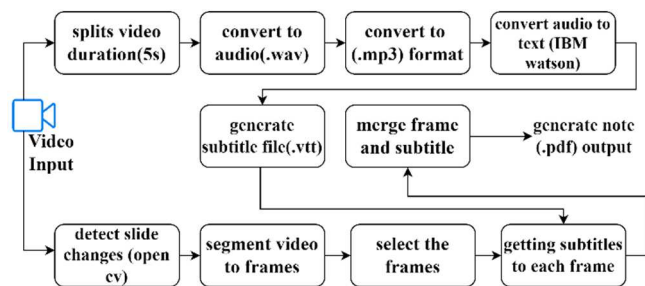 splits video
duration(5s)
convert to
audio(.wav)
convert to
(.mp3) format
convert audio to
text (IBM
watson)
Video
Input
generate
subtitle file(.vtt)
merge frame
and subtitle
generate note
(.pdf) output
detect slide
changes (open
cv)
segment video
to frames
select the
frames
getting subtitles
to each frame